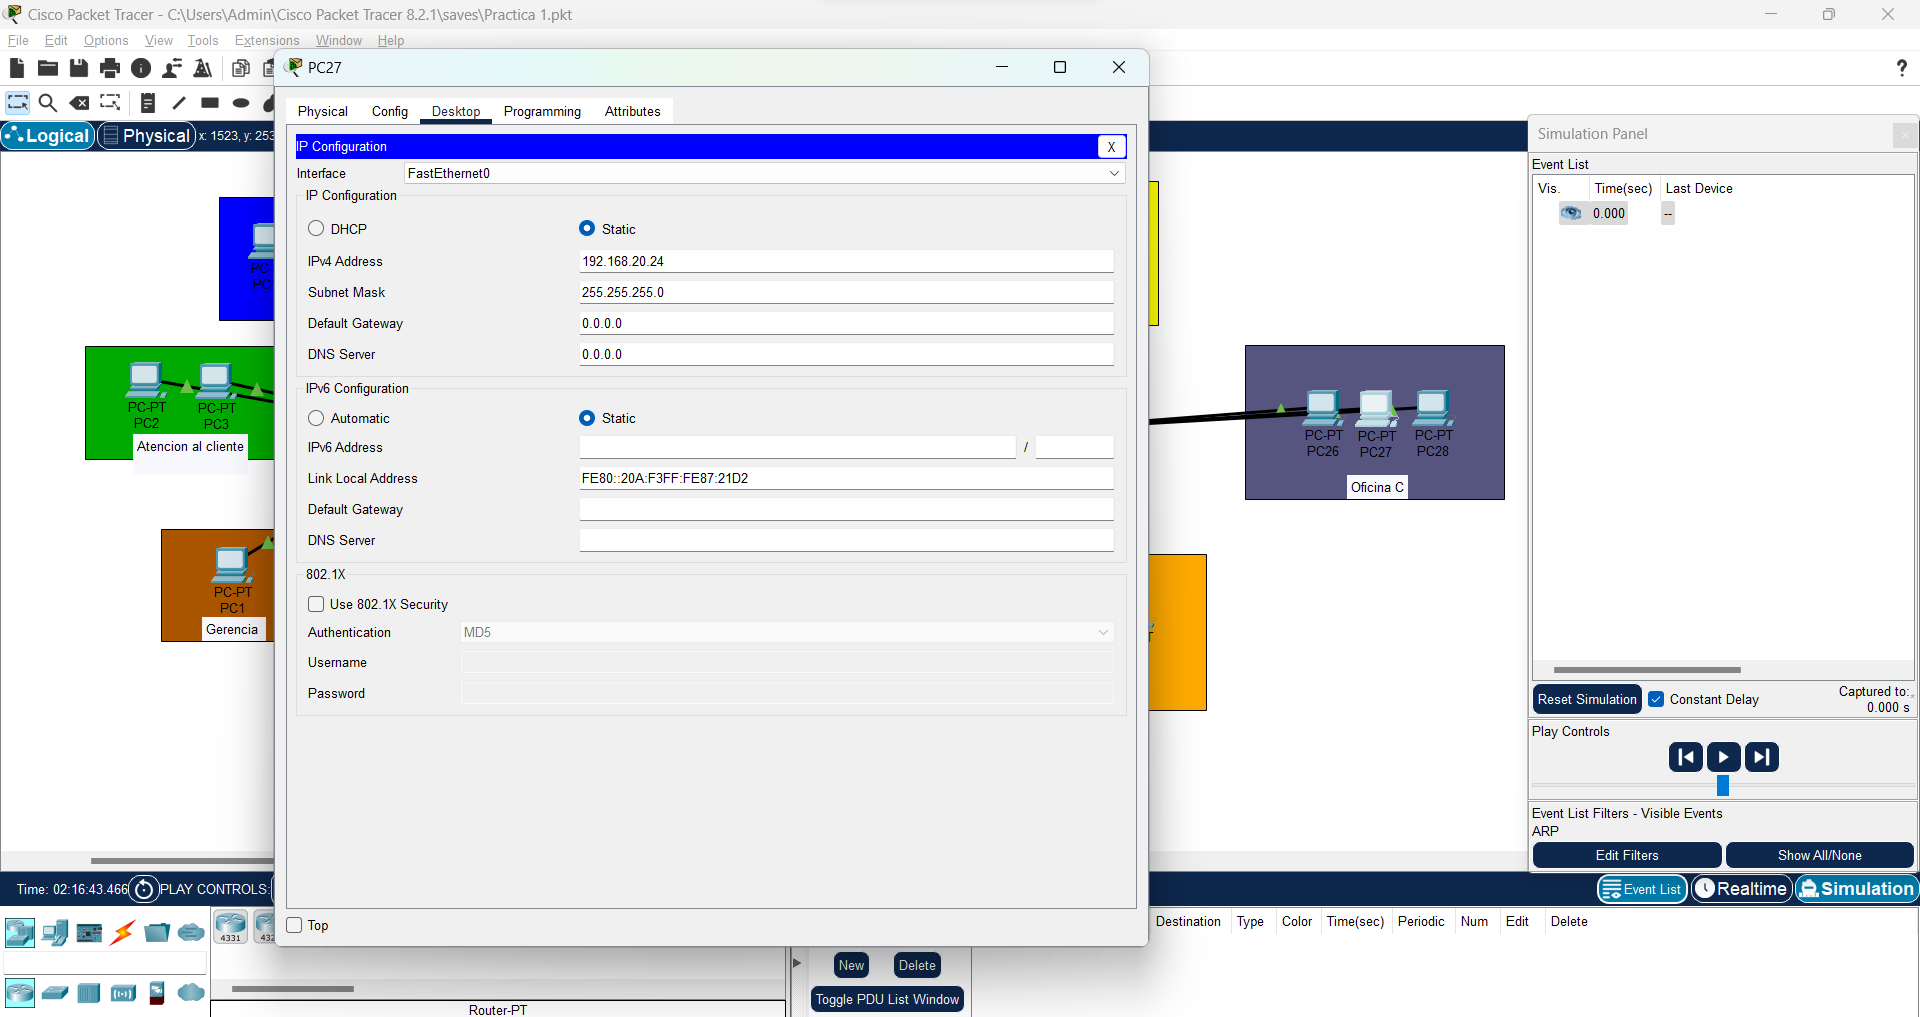 Cisco Packet Tracer - C:\Users\Admin\Cisco Packet Tracer 8.2.1\saves\Practica 1.pkt
File Edit Options View Tools Extensions Window Help
PC27
?
Physical Config Desktop Programming Attributes
Logical Physical x: 1523, y: 253
IP Configuration X
Interface FastEthernet0
IP Configuration
DHCP Static
IPv4 Address 192.168.20.24
Subnet Mask 255.255.255.0
Default Gateway 0.0.0.0
DNS Server 0.0.0.0
IPv6 Configuration
Automatic Static
IPv6 Address /
Link Local Address FE80::20A:F3FF:FE87:21D2
Default Gateway
DNS Server
802.1X
Use 802.1X Security
Authentication MD5
Username
Password
Top
PC-PT PC-PT
PC2 PC3
Atencion al cliente
PC-PT
PC1
Gerencia
PC-PT PC-PT PC-PT
PC26 PC27 PC28
Oficina C
Simulation Panel
Event List
Vis. Time(sec) Last Device
0.000 --
Reset Simulation Constant Delay Captured to:
0.000 s
Play Controls
Event List Filters - Visible Events
ARP
Edit Filters Show All/None
Time: 02:16:43.466 PLAY CONTROLS:
Event List Realtime Simulation
4331
Destination Type Color Time(sec) Periodic Num Edit Delete
New Delete
Toggle PDU List Window
Router-PT